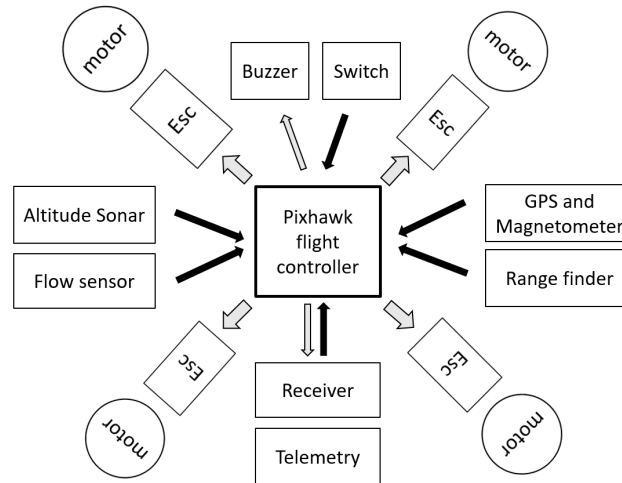 motor
motor
Buzzer
Switch
Esc
Esc
Altitude Sonar
Pixhawk
flight
controller
GPS and
Magnetometer
Flow sensor
Range finder
Esc
Esc
Receiver
motor
motor
Telemetry